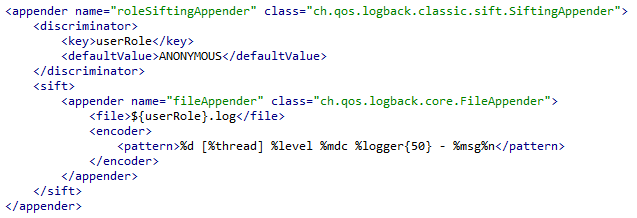 <appender name="roleSiftingAppender" class="ch.qos.logback.classic.sift.SiftingAppender">
    <discriminator>
        <key>userRole</key>
        <defaultValue>ANONYMOUS</defaultValue>
    </discriminator>
    <sift>
        <appender name="fileAppender" class="ch.qos.logback.core.FileAppender">
            <file>${userRole}.log</file>
            <encoder>
                <pattern>%d [%thread] %level %mdc %logger{50} - %msg%n</pattern>
            </encoder>
        </appender>
    </sift>
</appender>